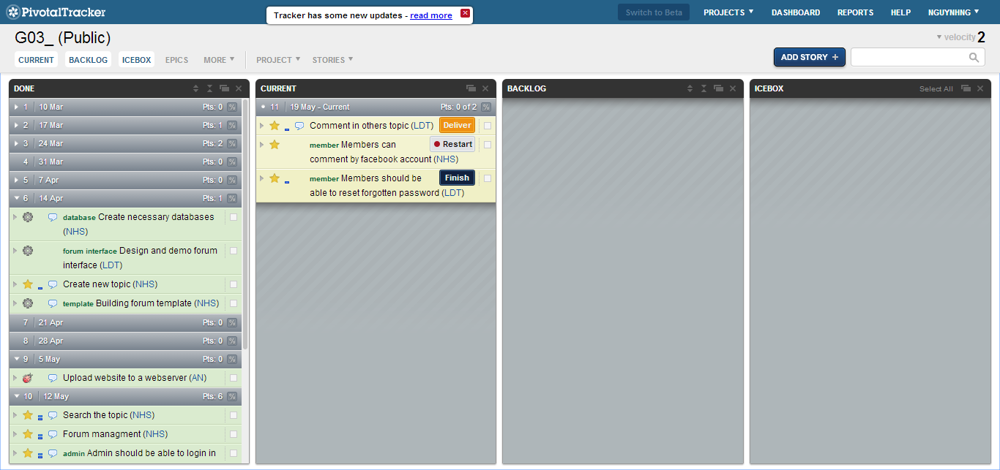 PivotalTracker
Tracker has some new updates - read more
Switch to Beta
PROJECTS
DASHBOARD
REPORTS
HELP
NGUYNHNG
G03_ (Public)
velocity 2
CURRENT
BACKLOG
ICEBOX
EPICS
MORE
PROJECT
STORIES
ADD STORY +
DONE
1 10 Mar Pts: 0 %
2 17 Mar Pts: 1 %
3 24 Mar Pts: 2 %
4 31 Mar Pts: 0 %
5 7 Apr Pts: 0 %
6 14 Apr Pts: 1 %
database Create necessary databases
(NHS)
forum interface Design and demo forum
interface (LDT)
Create new topic (NHS)
template Building forum template (NHS)
7 21 Apr Pts: 0 %
8 28 Apr Pts: 0 %
9 5 May Pts: 0 %
Upload website to a webserver (AN)
10 12 May Pts: 6 %
Search the topic (NHS)
Forum managment (NHS)
admin Admin should be able to login in
CURRENT
11 19 May - Current Pts: 0 of 2 %
Comment in others topic (LDT) Deliver
member Members can Restart
comment by facebook account (NHS)
member Members should be Finish
able to reset forgotten password (LDT)
BACKLOG
ICEBOX Select All